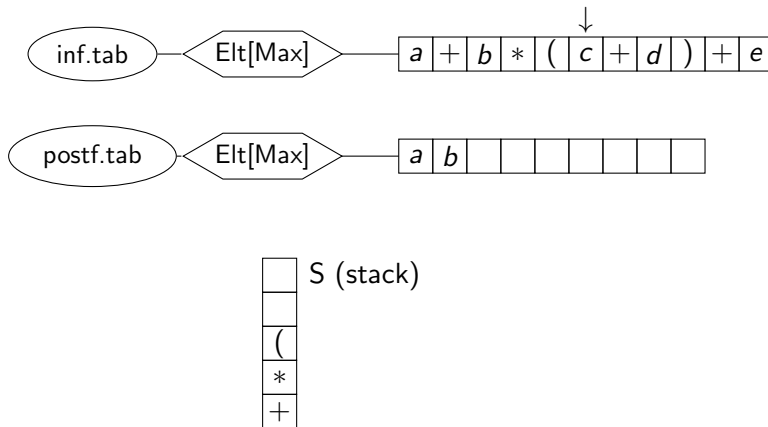 ↓
inf.tab Elt[Max] a + b * ( c + d ) + e
postf.tab Elt[Max] a b
S (stack)
(
*
+